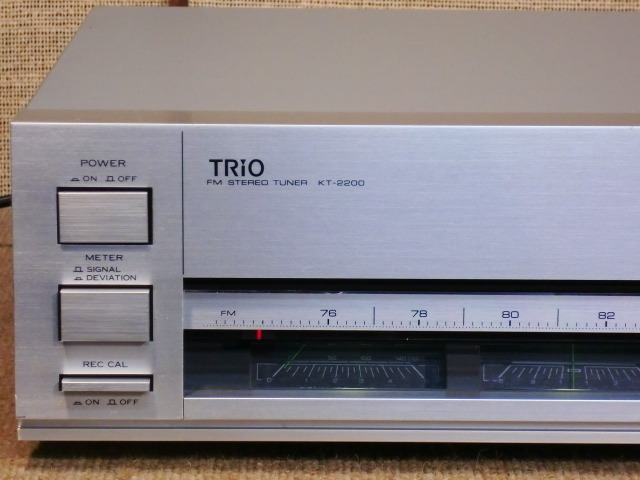 POWER
ON OFF
METER
SIGNAL
DEVIATION
REC CAL
ON OFF
TRiO
FM STEREO TUNER KT-2200
FM 76 78 80 82